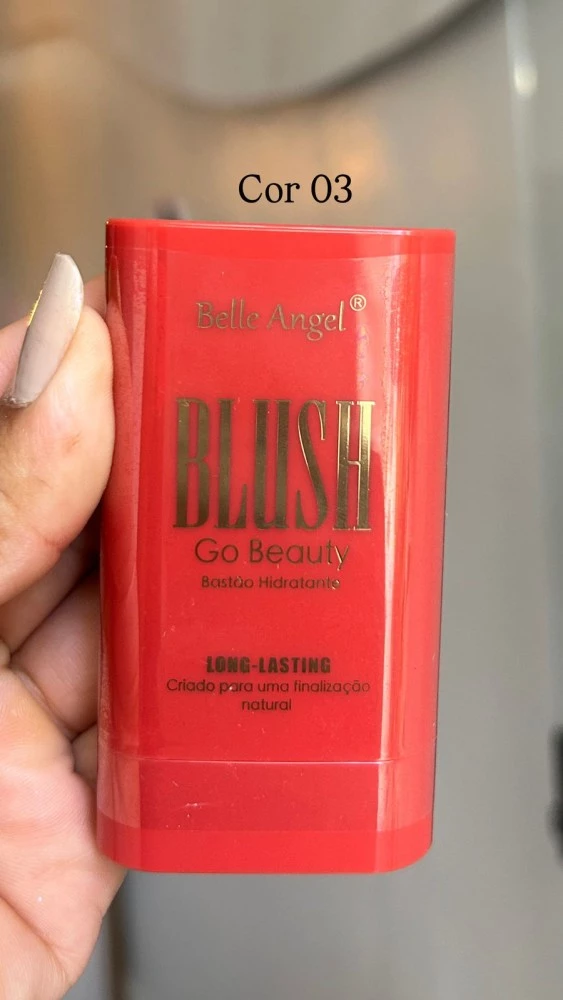 Cor 03
Belle Angel®
BLUSH
Go Beauty
Bastão Hidratante
LONG-LASTING
Criado para uma finalização
natural